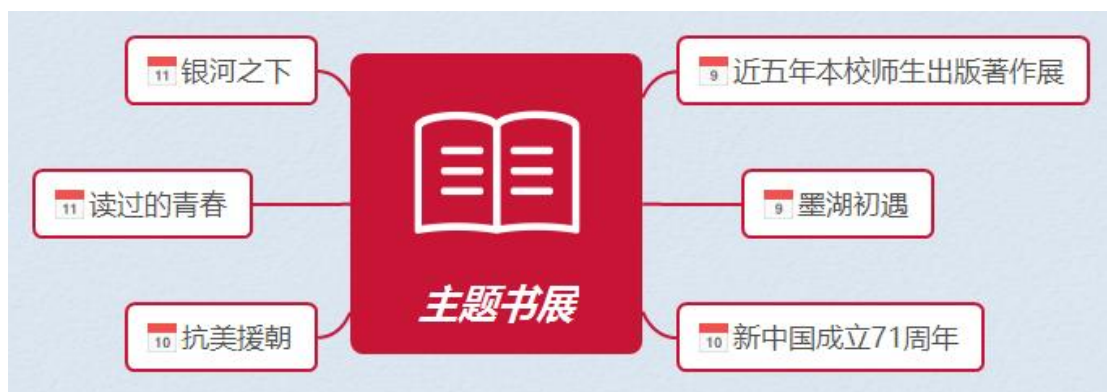 11 银河之下
9 近五年本校师生出版著作展
11 读过的青春
9 墨湖初遇
主题书展
10 抗美援朝
10 新中国成立71周年